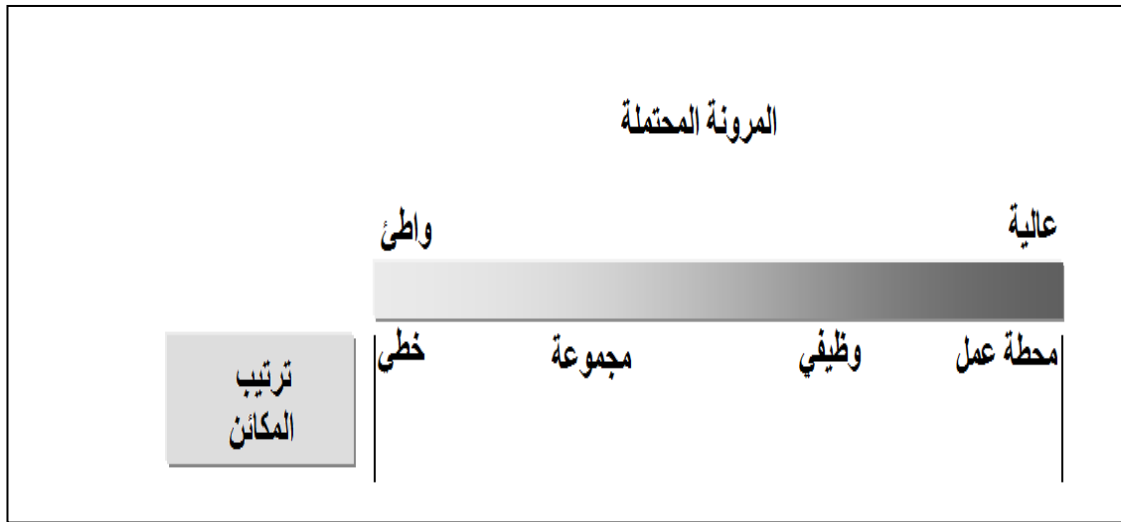 المرونة المحتملة
عالية واطئ
محطة عمل وظيفي مجموعة خطي
ترتيب
المكائن